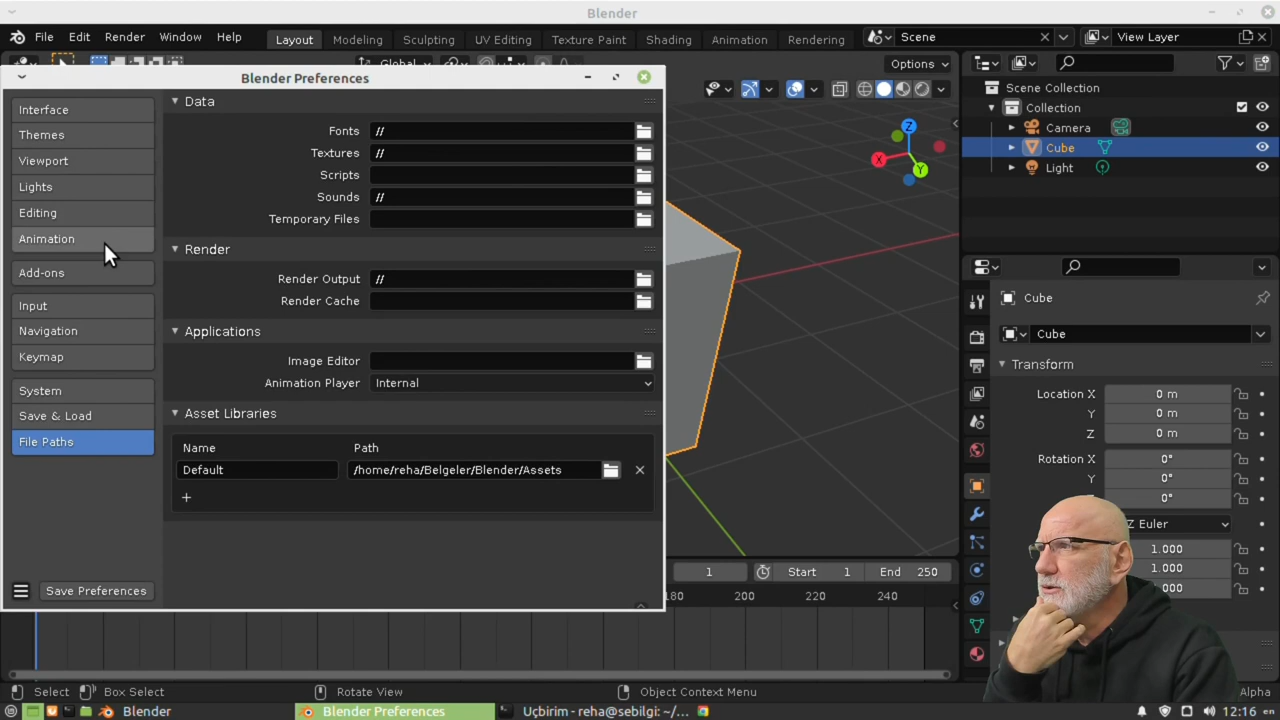 Blender
File Edit Render Window Help Layout Modeling Sculpting UV Editing Texture Paint Shading Animation Rendering Scene View Layer
Global Options
Blender Preferences
Interface
Themes
Viewport
Lights
Editing
Animation
Add-ons
Input
Navigation
Keymap
System
Save & Load
File Paths
Save Preferences
Data
Fonts //
Textures //
Scripts
Sounds //
Temporary Files
Render
Render Output //
Render Cache
Applications
Image Editor
Animation Player Internal
Asset Libraries
Name Path
Default /home/reha/Belgeler/Blender/Assets
Z
X
Y
Scene Collection
Collection
Camera
Cube
Light
Cube
Cube
Transform
Location X 0 m
Y 0 m
Z 0 m
Rotation X 0°
Y 0°
Z 0°
Z Euler
1.000
1.000
000
1 Start 1 End 250
180 200 220 240
Select Box Select Rotate View Object Context Menu Alpha
Blender Blender Preferences Uçbirim - reha@sebilgi: ~/... 12:16 en